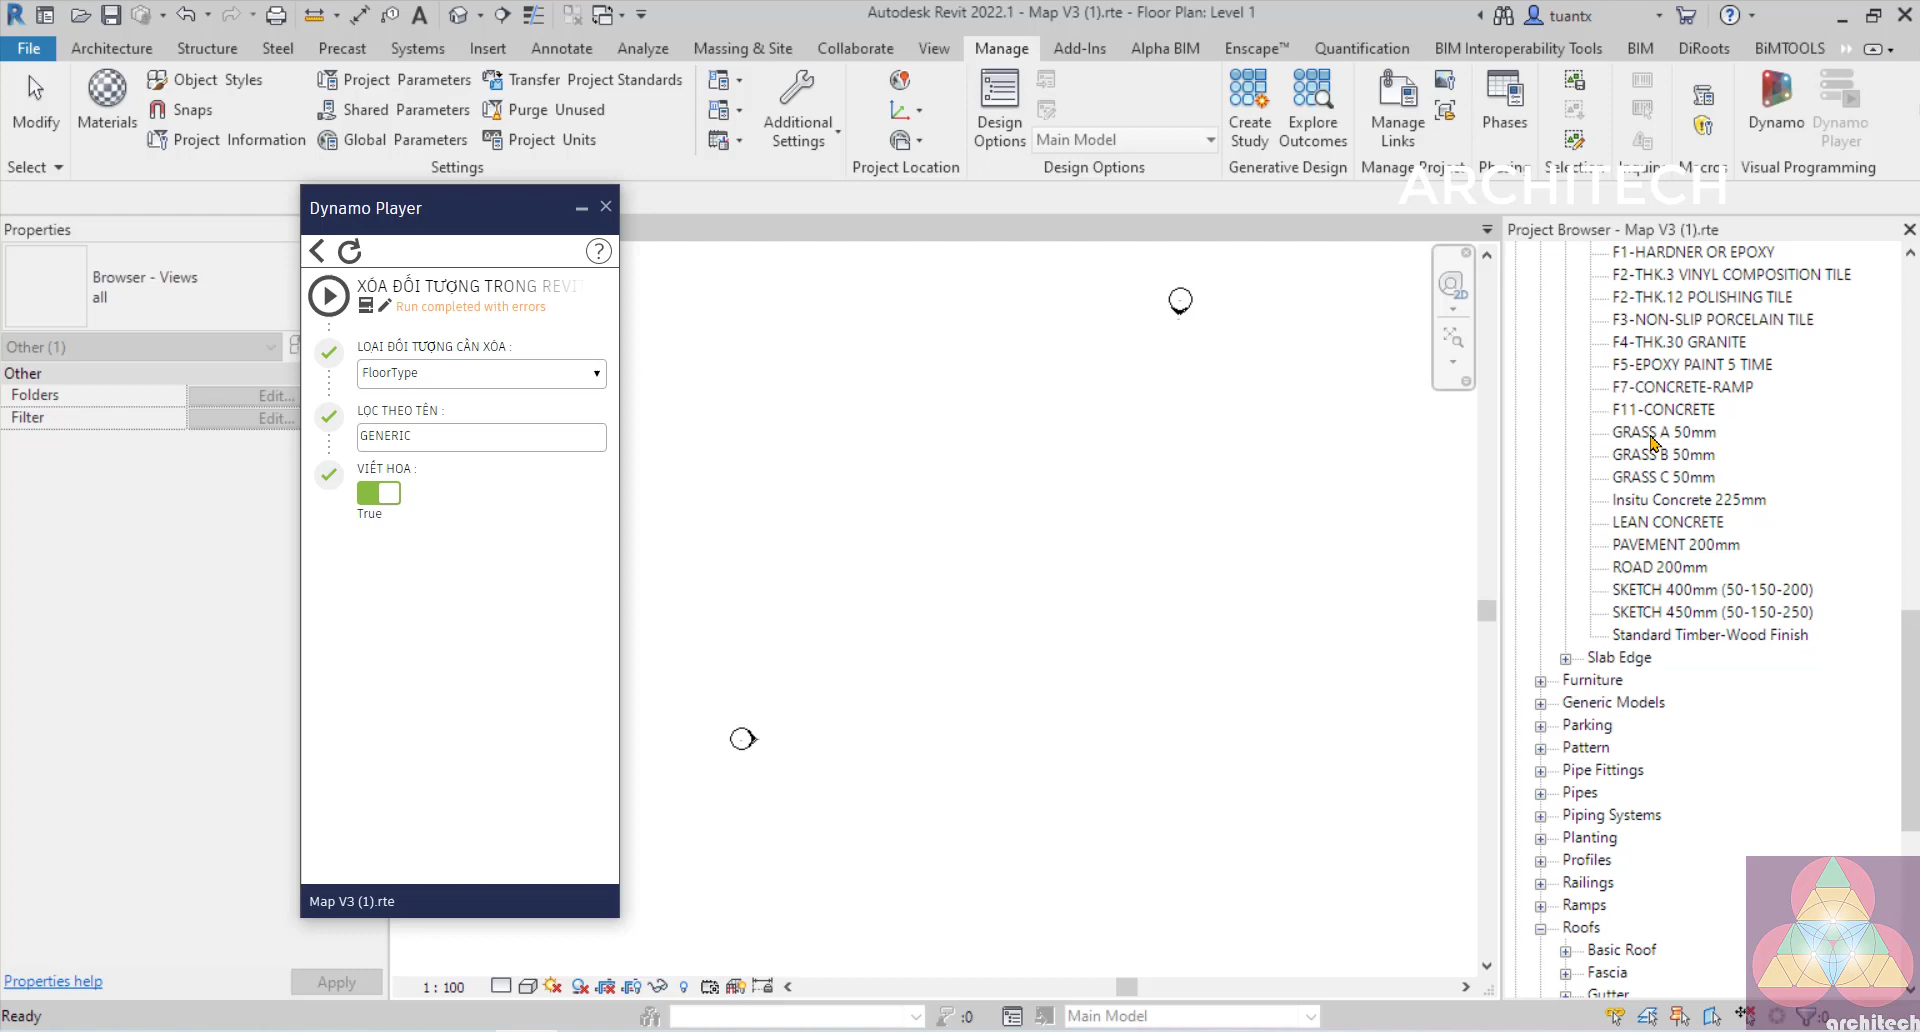 Autodesk Revit 2022.1 - Map V3 (1).rte - Floor Plan: Level 1
tuantx
File Architecture Structure Steel Precast Systems Insert Annotate Analyze Massing & Site Collaborate View Manage Add-Ins Alpha BIM Enscape™ Quantification BIM Interoperability Tools BIM DiRoots BiMTOOLS
Modify
Materials
Object Styles
Snaps
Project Information
Project Parameters
Shared Parameters
Global Parameters
Transfer Project Standards
Purge Unused
Project Units
Additional Settings
Design Options
Main Model
Create Study
Explore Outcomes
Manage Links
Phases
Dynamo
Dynamo Player
Select
Settings
Project Location
Design Options
Generative Design
Manage Project
Phasing
Selection
Inquiry
Macros
Visual Programming
ARCHITECH
Properties
Browser - Views
all
Other (1)
Other
Folders Edit...
Filter Edit...
Properties help
Apply
Dynamo Player
XÓA ĐỐI TƯỢNG TRONG REVIT
Run completed with errors
LOẠI ĐỐI TƯỢNG CẦN XÓA :
FloorType
LỌC THEO TÊN :
GENERIC
VIẾT HOA :
True
Map V3 (1).rte
2D
Project Browser - Map V3 (1).rte
F1-HARDNER OR EPOXY
F2-THK.3 VINYL COMPOSITION TILE
F2-THK.12 POLISHING TILE
F3-NON-SLIP PORCELAIN TILE
F4-THK.30 GRANITE
F5-EPOXY PAINT 5 TIME
F7-CONCRETE-RAMP
F11-CONCRETE
GRASS A 50mm
GRASS B 50mm
GRASS C 50mm
Insitu Concrete 225mm
LEAN CONCRETE
PAVEMENT 200mm
ROAD 200mm
SKETCH 400mm (50-150-200)
SKETCH 450mm (50-150-250)
Standard Timber-Wood Finish
Slab Edge
Furniture
Generic Models
Parking
Pattern
Pipe Fittings
Pipes
Piping Systems
Planting
Profiles
Railings
Ramps
Roofs
Basic Roof
Fascia
Gutter
1 : 100
Ready
:0
Main Model
:0
architech